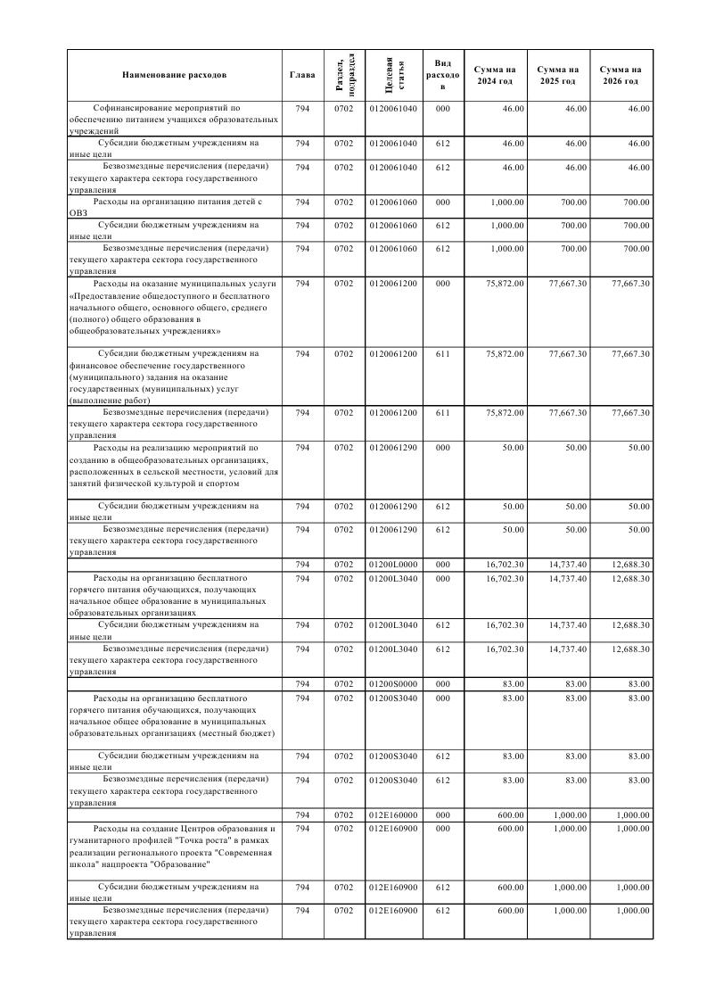 Наименование расходов Глава Раздел, подраздел Целевая статья Вид расходов Сумма на 2024 год Сумма на 2025 год Сумма на 2026 год
Софинансирование мероприятий по 794 0702 0120061040 000 46.00 46.00 46.00
обеспечению питанием учащихся образовательных
учреждений
Субсидии бюджетным учреждениям на 794 0702 0120061040 612 46.00 46.00 46.00
иные цели
Безвозмездные перечисления (передачи) 794 0702 0120061040 612 46.00 46.00 46.00
текущего характера сектора государственного
управления
Расходы на организацию питания детей с 794 0702 0120061060 000 1,000.00 700.00 700.00
ОВЗ
Субсидии бюджетным учреждениям на 794 0702 0120061060 612 1,000.00 700.00 700.00
иные цели
Безвозмездные перечисления (передачи) 794 0702 0120061060 612 1,000.00 700.00 700.00
текущего характера сектора государственного
управления
Расходы на оказание муниципальных услуги 794 0702 0120061200 000 75,872.00 77,667.30 77,667.30
«Предоставление общедоступного и бесплатного
начального общего, основного общего, среднего
(полного) общего образования в
общеобразовательных учреждениях»
Субсидии бюджетным учреждениям на 794 0702 0120061200 611 75,872.00 77,667.30 77,667.30
финансовое обеспечение государственного
(муниципального) задания на оказание
государственных (муниципальных) услуг
(выполнение работ)
Безвозмездные перечисления (передачи) 794 0702 0120061200 611 75,872.00 77,667.30 77,667.30
текущего характера сектора государственного
управления
Расходы на реализацию мероприятий по 794 0702 0120061290 000 50.00 50.00 50.00
созданию в общеобразовательных организациях,
расположенных в сельской местности, условий для
занятий физической культурой и спортом
Субсидии бюджетным учреждениям на 794 0702 0120061290 612 50.00 50.00 50.00
иные цели
Безвозмездные перечисления (передачи) 794 0702 0120061290 612 50.00 50.00 50.00
текущего характера сектора государственного
управления
794 0702 01200L0000 000 16,702.30 14,737.40 12,688.30
Расходы на организацию бесплатного 794 0702 01200L3040 000 16,702.30 14,737.40 12,688.30
горячего питания обучающихся, получающих
начальное общее образование в муниципальных
образовательных организациях
Субсидии бюджетным учреждениям на 794 0702 01200L3040 612 16,702.30 14,737.40 12,688.30
иные цели
Безвозмездные перечисления (передачи) 794 0702 01200L3040 612 16,702.30 14,737.40 12,688.30
текущего характера сектора государственного
управления
794 0702 01200S0000 000 83.00 83.00 83.00
Расходы на организацию бесплатного 794 0702 01200S3040 000 83.00 83.00 83.00
горячего питания обучающихся, получающих
начальное общее образование в муниципальных
образовательных организациях (местный бюджет)
Субсидии бюджетным учреждениям на 794 0702 01200S3040 612 83.00 83.00 83.00
иные цели
Безвозмездные перечисления (передачи) 794 0702 01200S3040 612 83.00 83.00 83.00
текущего характера сектора государственного
управления
794 0702 012E160000 000 600.00 1,000.00 1,000.00
Расходы на создание Центров образования и 794 0702 012E160900 000 600.00 1,000.00 1,000.00
гуманитарного профилей "Точка роста" в рамках
реализации регионального проекта "Современная
школа" нацпроекта "Образование"
Субсидии бюджетным учреждениям на 794 0702 012E160900 612 600.00 1,000.00 1,000.00
иные цели
Безвозмездные перечисления (передачи) 794 0702 012E160900 612 600.00 1,000.00 1,000.00
текущего характера сектора государственного
управления